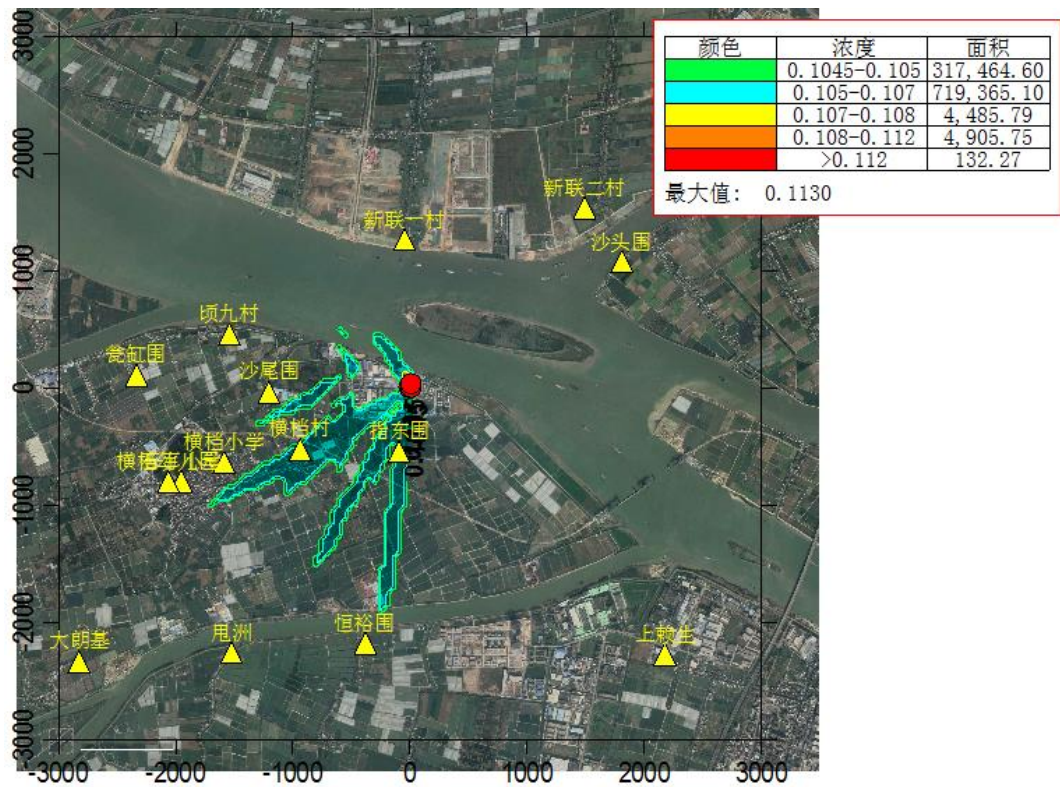 颜色 浓度 面积
0.1045-0.105 317,464.60
0.105-0.107 719,365.10
0.107-0.108 4,485.79
0.108-0.112 4,905.75
>0.112 132.27
最大值: 0.1130
3000
2000
1000
0
-1000
-2000
-3000
新联二村
新联一村
沙头围
顷九村
瓮缸围
沙尾围
横档村
指东围
横档小学
恒裕围
甩洲
大朗基
上赖生
-3000 -2000 -1000 0 1000 2000 3000